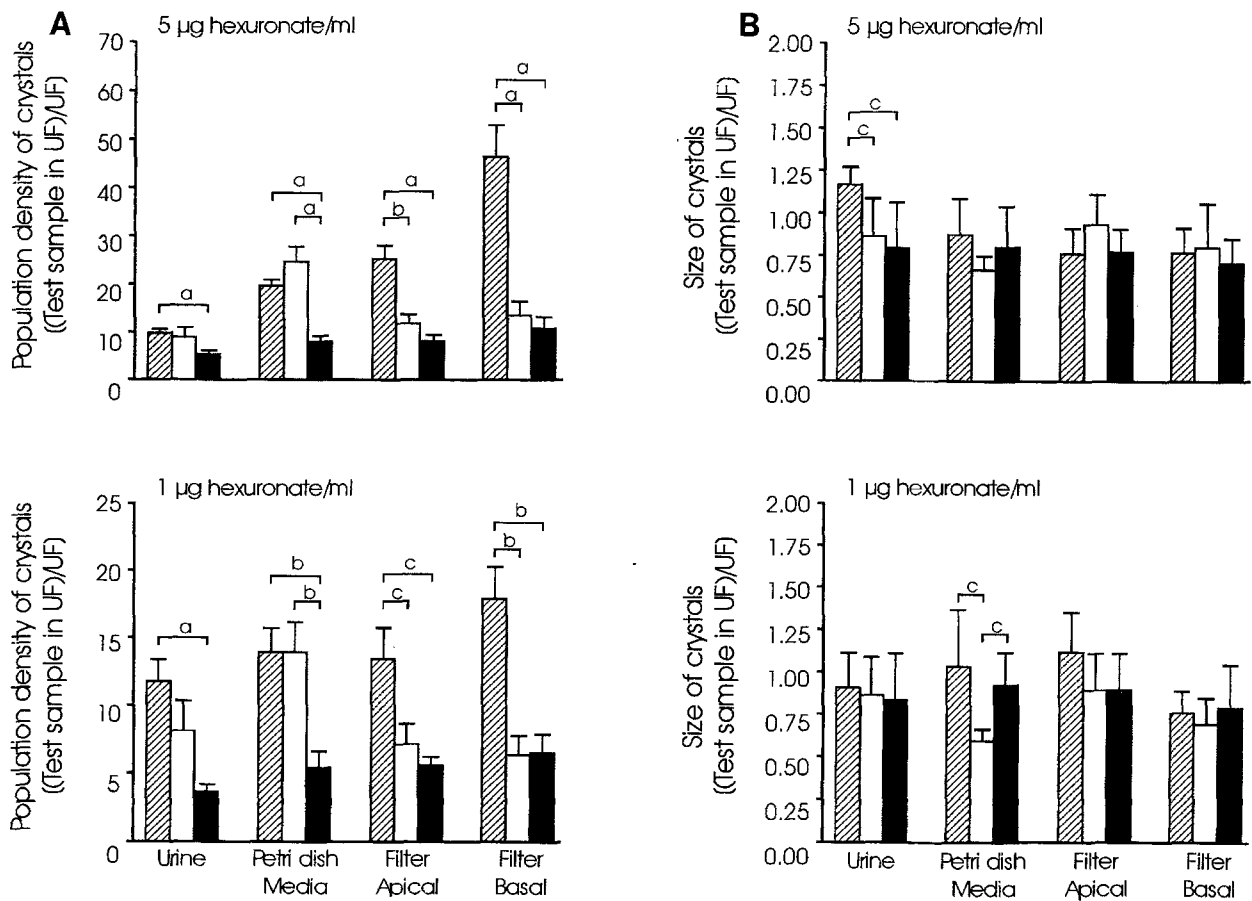 A
5 µg hexuronate/ml
Population density of crystals
((Test sample in UF)/UF)
70
60
50
40
30
20
10
0
a
a
a
a
b
a
a
B
5 µg hexuronate/ml
Size of crystals
((Test sample in UF)/UF)
2.00
1.75
1.50
1.25
1.00
0.75
0.50
0.25
0.00
c
c
1 µg hexuronate/ml
Population density of crystals
((Test sample in UF)/UF)
25
20
15
10
5
0
a
b
b
c
c
b
b
Urine
Petri dish
Media
Filter
Apical
Filter
Basal
1 µg hexuronate/ml
Size of crystals
((Test sample in UF)/UF)
2.00
1.75
1.50
1.25
1.00
0.75
0.50
0.25
0.00
c
c
Urine
Petri dish
Media
Filter
Apical
Filter
Basal